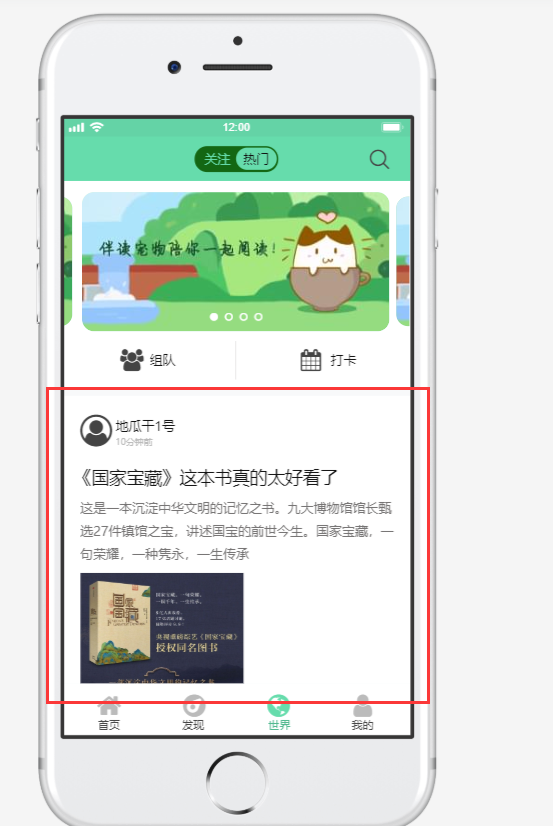 12:00
关注 热门
伴读宠物陪你一起阅读！
组队
打卡
地瓜干1号
10分钟前
《国家宝藏》这本书真的太好看了
这是一本沉淀中华文明的记忆之书。九大博物馆馆长甄
选27件镇馆之宝，讲述国宝的前世今生。国家宝藏，一
句荣耀，一种隽永，一生传承
国家宝藏
央视重磅综艺《国家宝藏》
授权同名图书
首页 发现 世界 我的